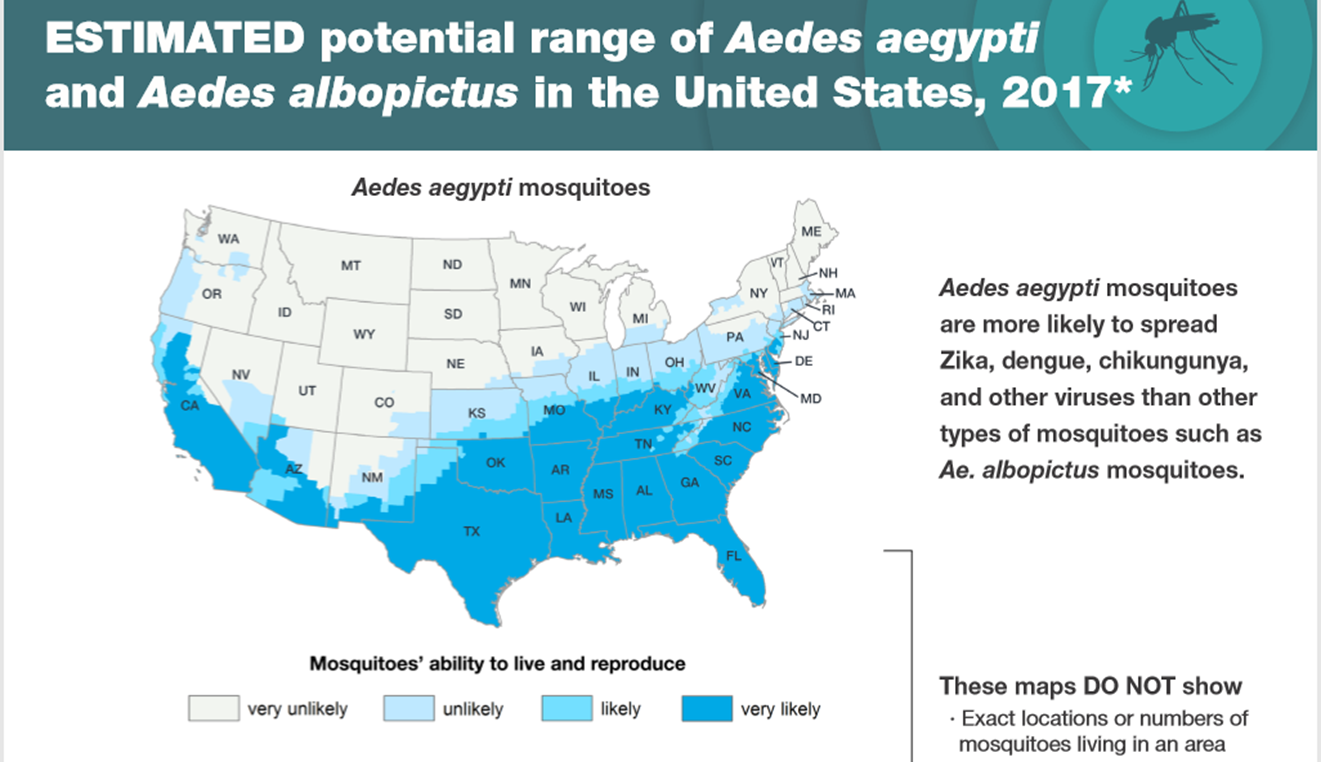 ESTIMATED potential range of Aedes aegypti
and Aedes albopictus in the United States, 2017*
Aedes aegypti mosquitoes
WA
MT
ND
MN
ME
VT
NH
MA
RI
CT
NJ
DE
MD
OR
ID
WY
SD
WI
MI
NY
PA
NV
UT
CO
NE
IA
IL
IN
OH
WV
VA
CA
AZ
NM
KS
MO
KY
NC
OK
AR
TN
SC
TX
LA
MS
AL
GA
FL
Aedes aegypti mosquitoes
are more likely to spread
Zika, dengue, chikungunya,
and other viruses than other
types of mosquitoes such as
Ae. albopictus mosquitoes.
Mosquitoes' ability to live and reproduce
very unlikely
unlikely
likely
very likely
These maps DO NOT show
· Exact locations or numbers of
mosquitoes living in an area